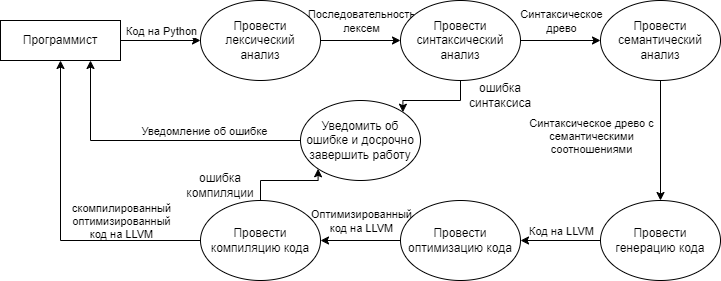 Программист
Код на Python
Провести
лексический
анализ
Последовательность
лексем
Провести
синтаксический
анализ
Синтаксическое
древо
Провести
семантический
анализ
ошибка
синтаксиса
Уведомить об
ошибке и досрочно
завершить работу
Уведомление об ошибке
Синтаксическое древо с
семантическими
соотношениями
ошибка
компиляции
скомпилированный
оптимизированный
код на LLVM
Провести
компиляцию кода
Оптимизированный
код на LLVM
Провести
оптимизацию кода
Код на LLVM
Провести
генерацию кода